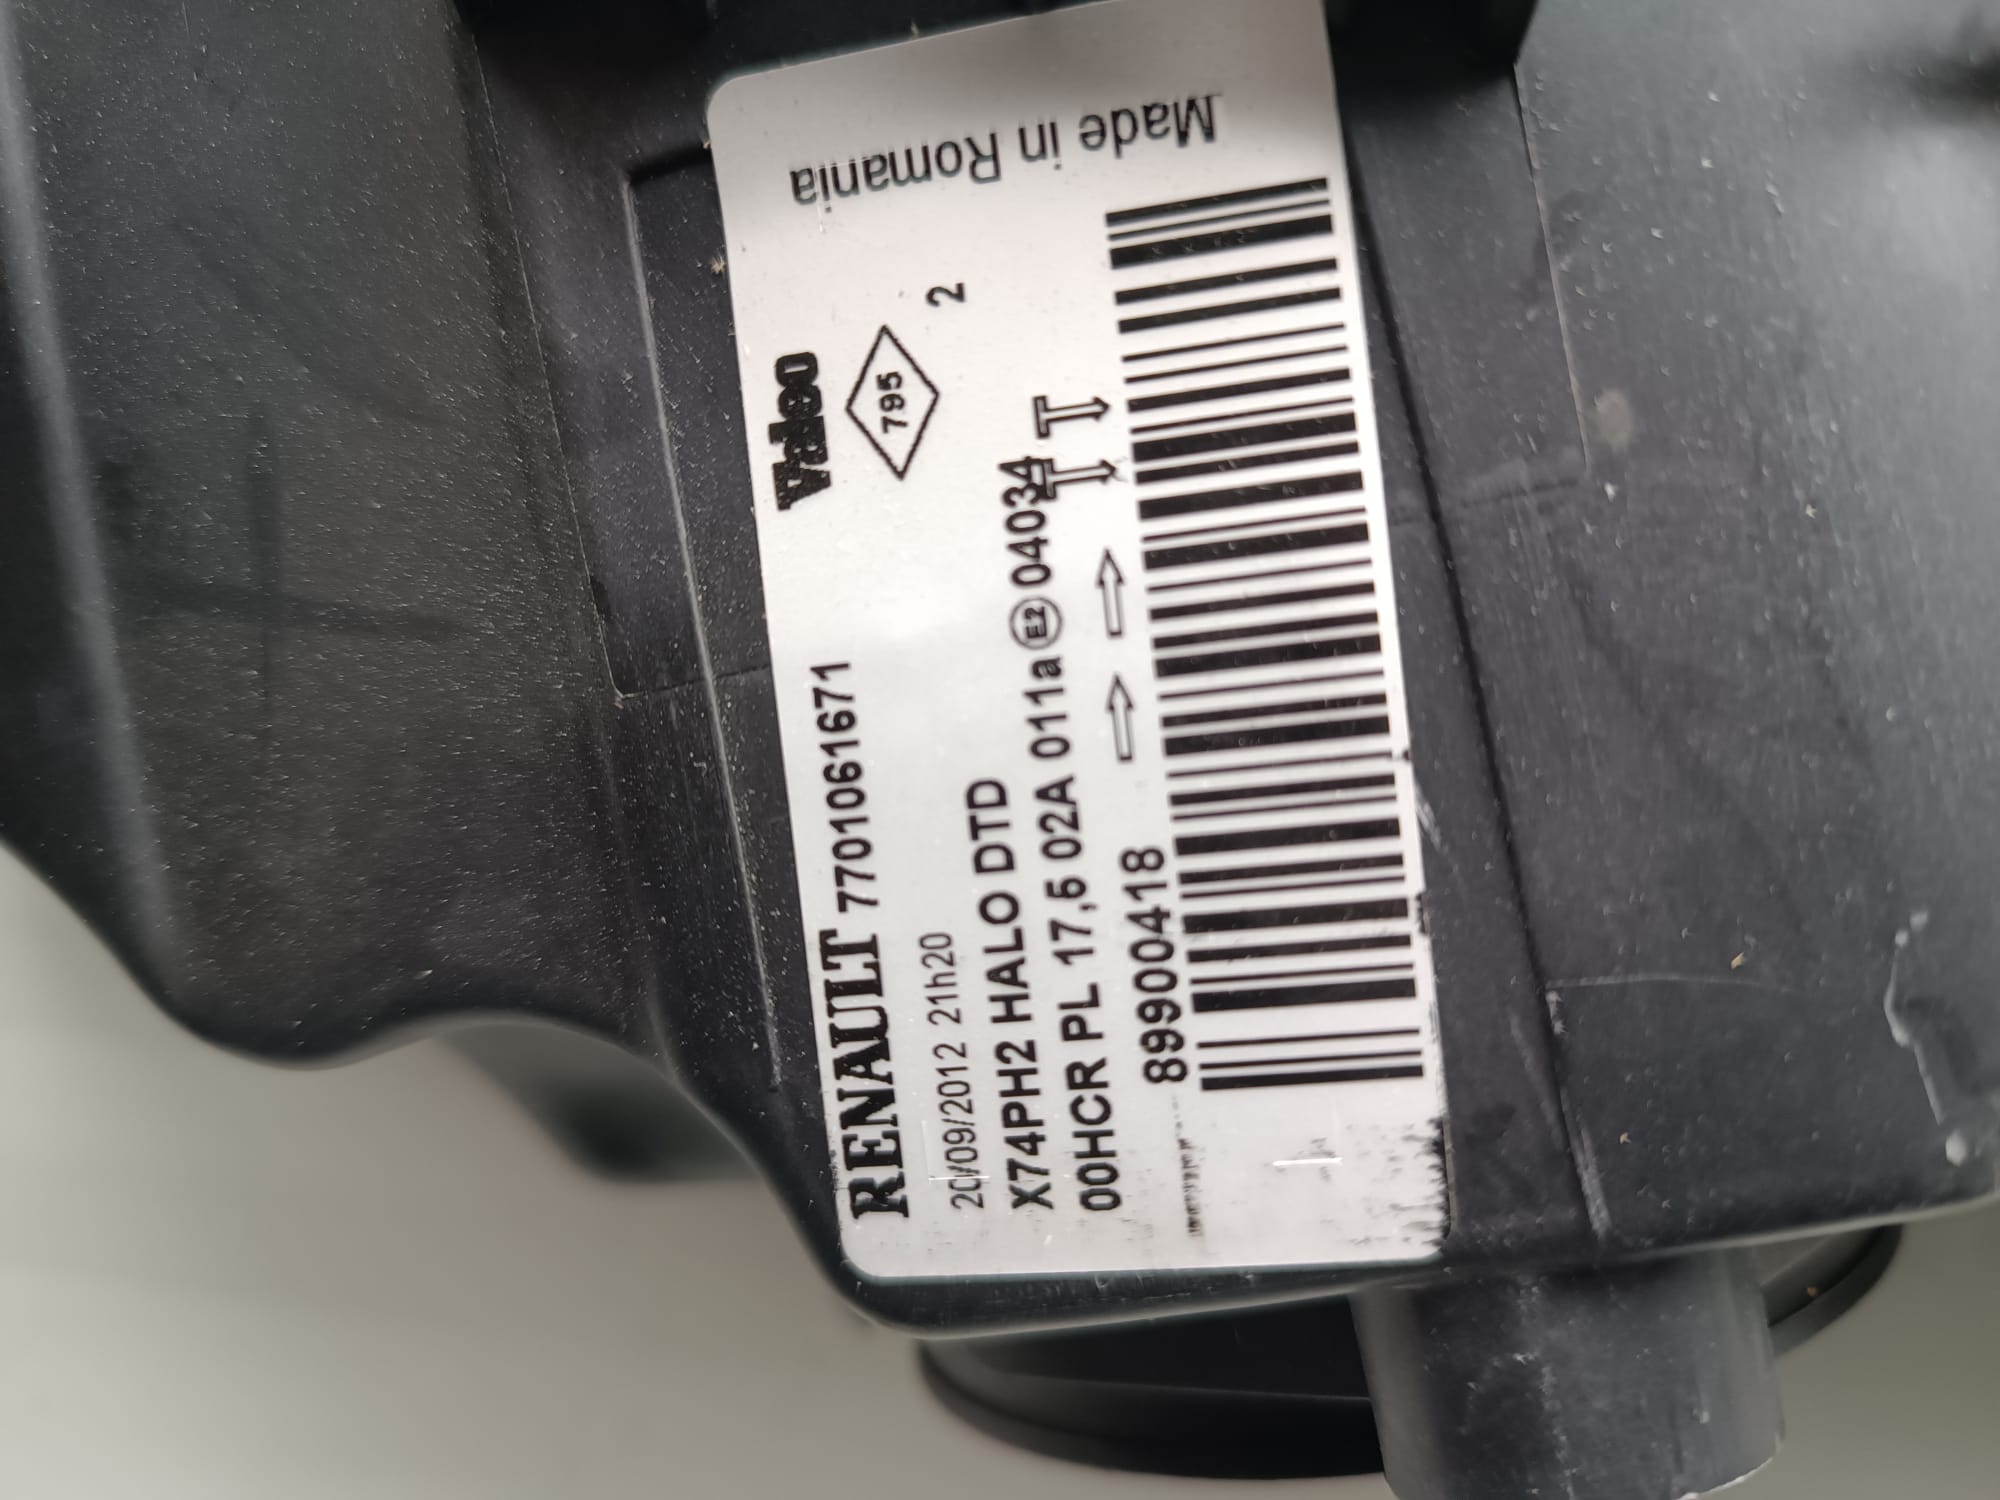 RENAULT 7701061671
Valeo
20/09/2012 21h20
795
2
X74PH2 HALO DTD
00HCR PL 17,5 02A 011a E2 04034
89900418
Made in Romania